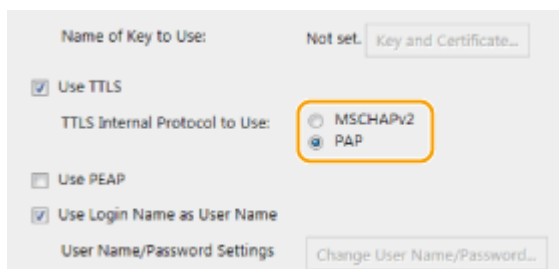 Name of Key to Use: Not set. Key and Certificate...
Use TTLS
TTLS Internal Protocol to Use: MSCHAPv2
PAP
Use PEAP
Use Login Name as User Name
User Name/Password Settings Change User Name/Password...